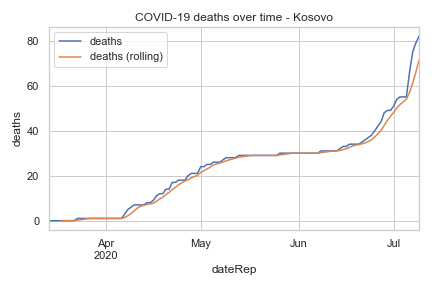 COVID-19 deaths over time - Kosovo
deaths
deaths (rolling)
80
60
40
20
0
deaths
Apr
2020
May
Jun
Jul
dateRep